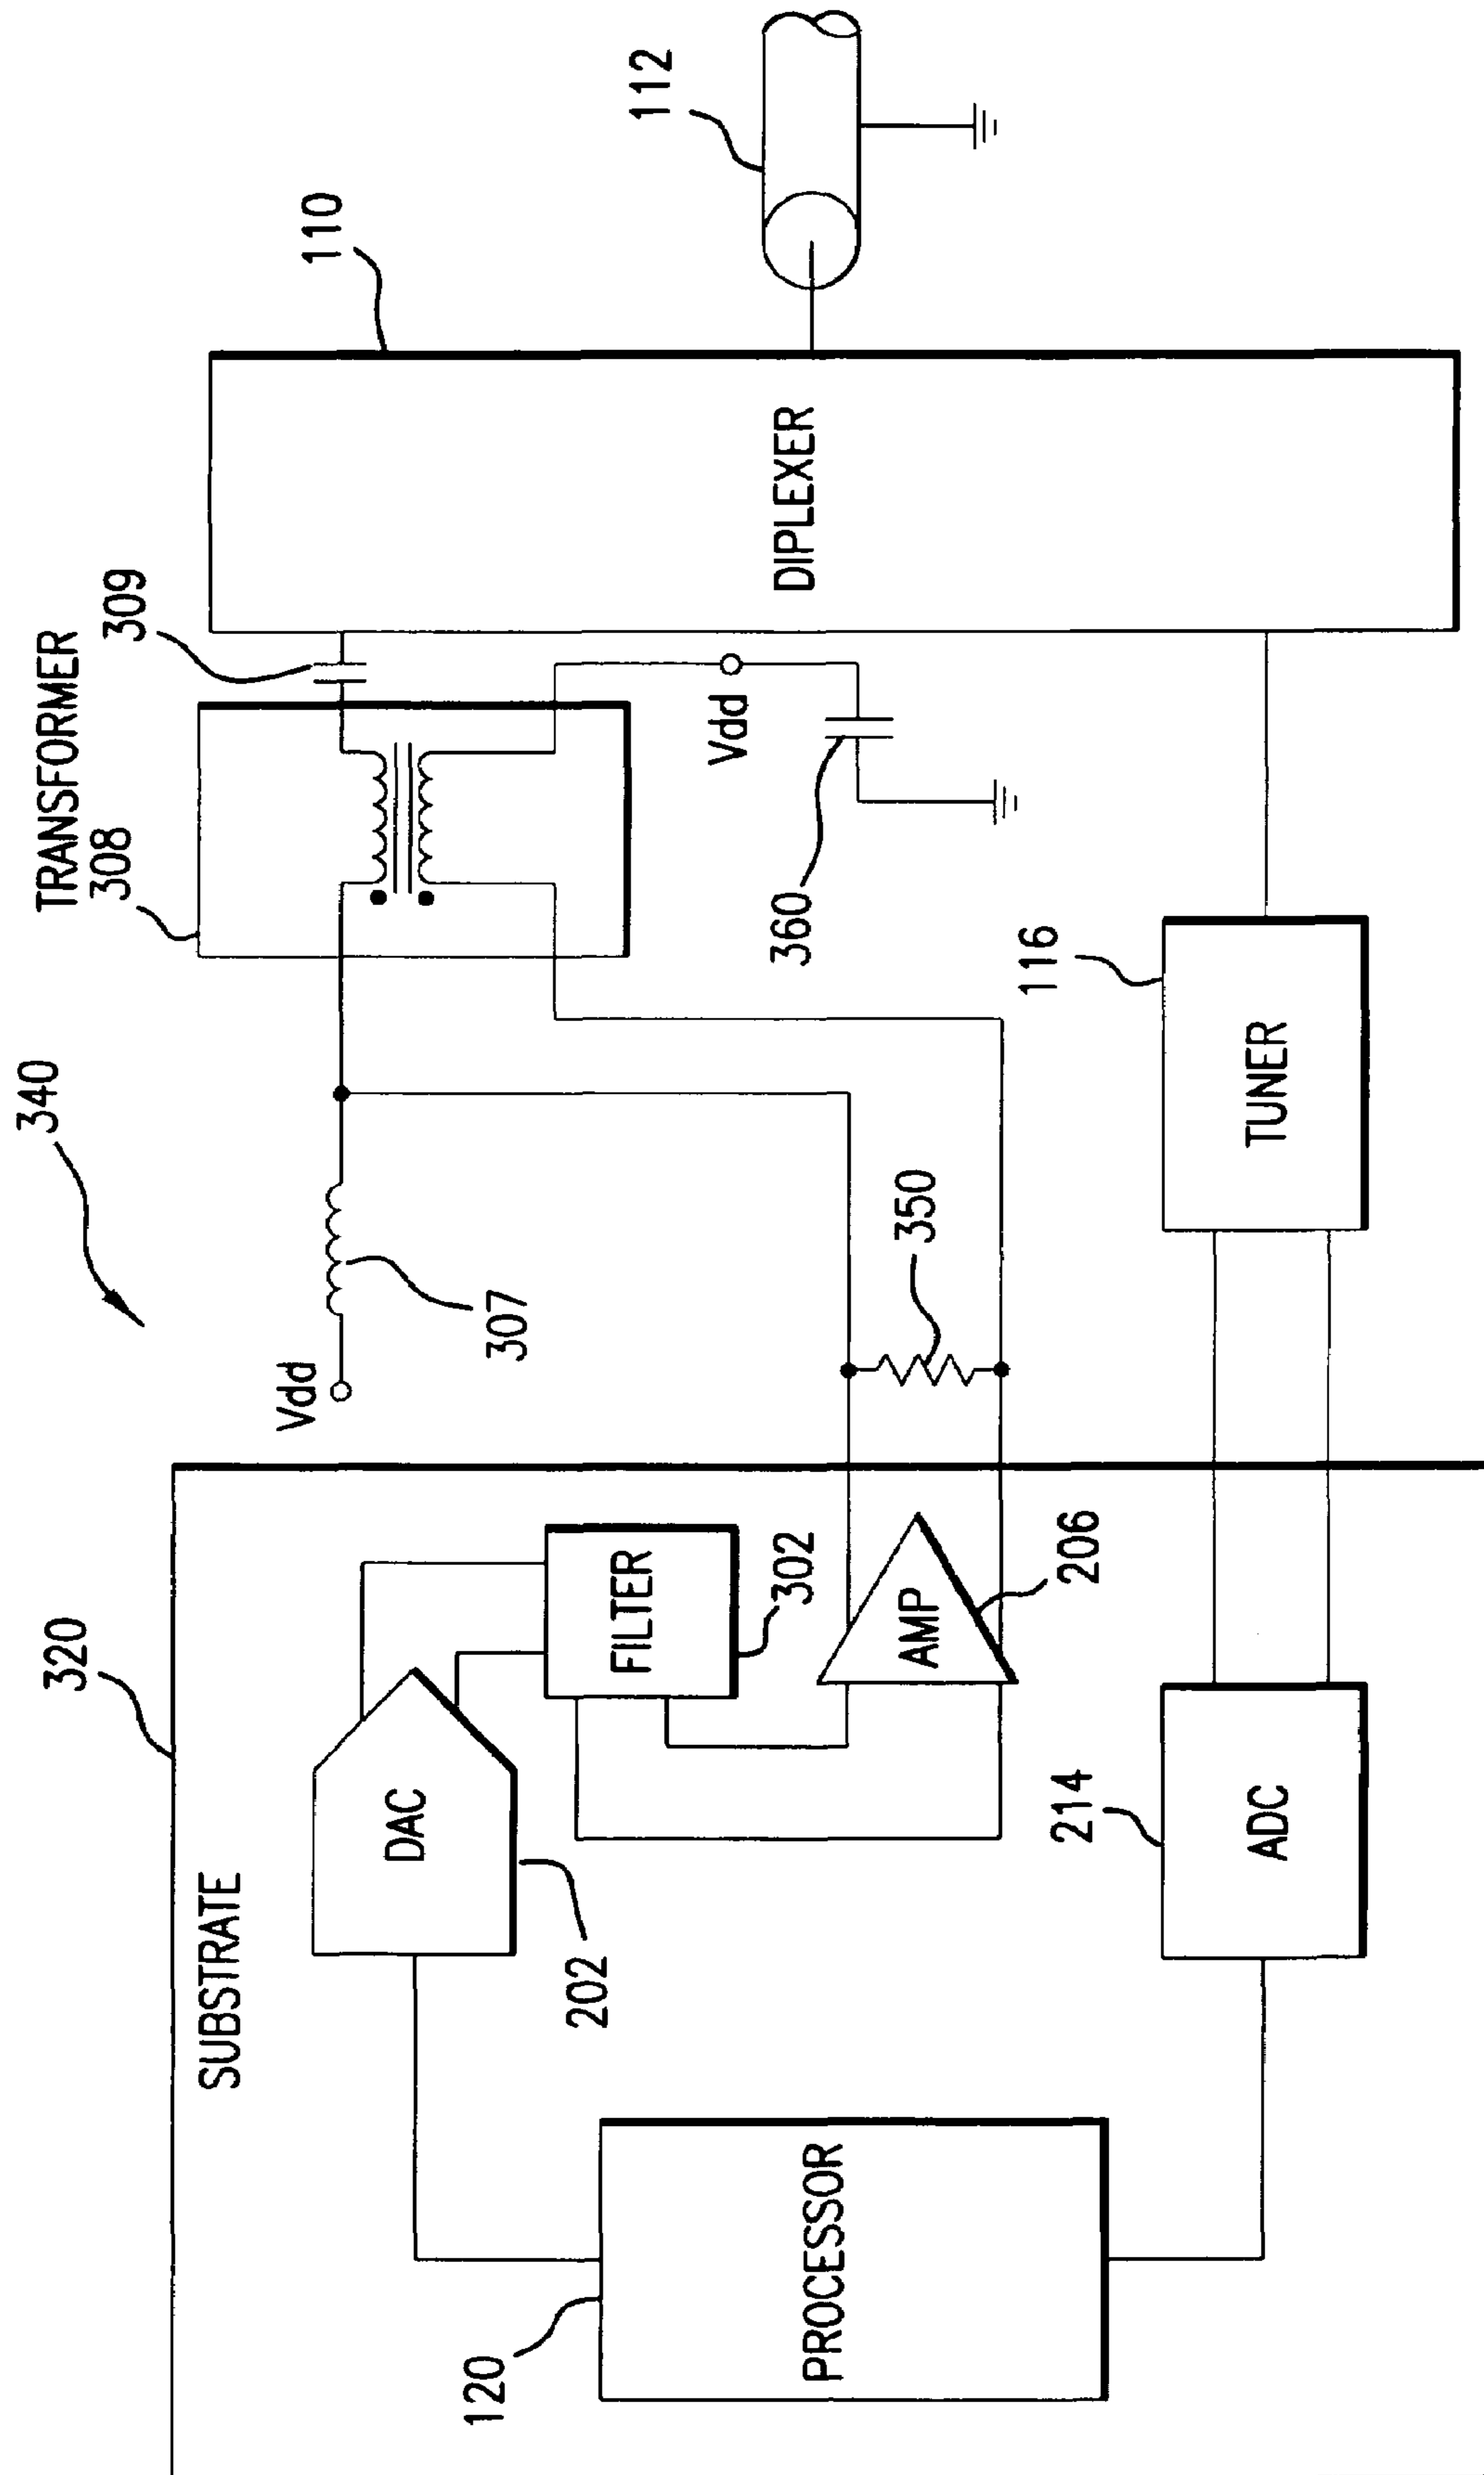 340
320
SUBSTRATE
TRANSFORMER
308
309
110
112
Vdd
307
DAC
202
FILTER
302
120
PROCESSOR
AMP
206
350
Vdd
360
DIPLEXER
214
ADC
116
TUNER